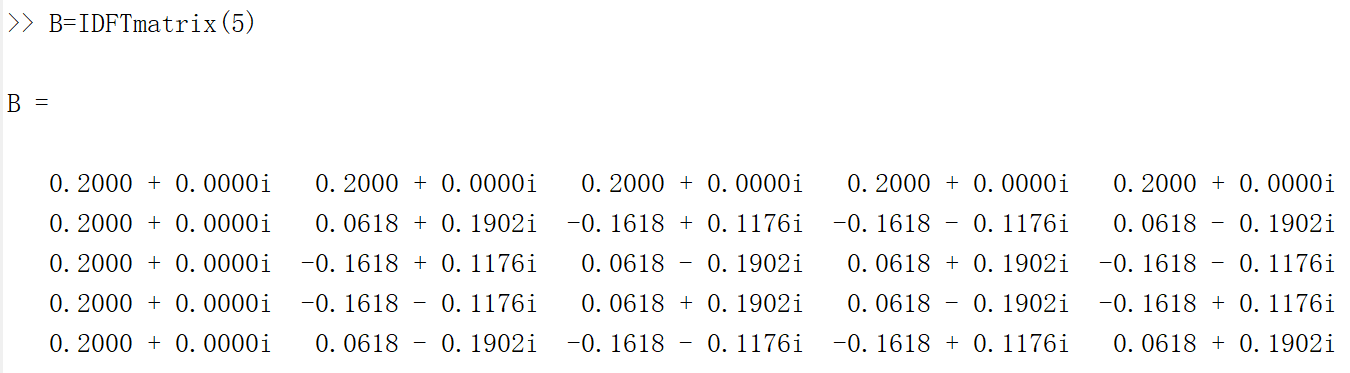 >> B=IDFTmatrix(5)
B =
0.2000 + 0.0000i   0.2000 + 0.0000i   0.2000 + 0.0000i   0.2000 + 0.0000i   0.2000 + 0.0000i
0.2000 + 0.0000i   0.0618 + 0.1902i  -0.1618 + 0.1176i  -0.1618 - 0.1176i   0.0618 - 0.1902i
0.2000 + 0.0000i  -0.1618 + 0.1176i   0.0618 - 0.1902i   0.0618 + 0.1902i  -0.1618 - 0.1176i
0.2000 + 0.0000i  -0.1618 - 0.1176i   0.0618 + 0.1902i   0.0618 - 0.1902i  -0.1618 + 0.1176i
0.2000 + 0.0000i   0.0618 - 0.1902i  -0.1618 - 0.1176i  -0.1618 + 0.1176i   0.0618 + 0.1902i